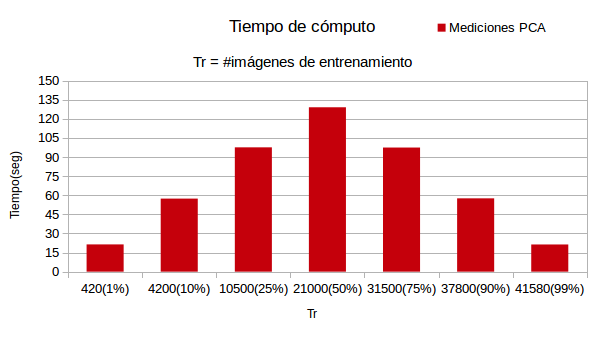 Tiempo de cómputo
Mediciones PCA
Tr = #imágenes de entrenamiento
150
135
120
105
90
75
60
45
30
15
0
Tiempo(seg)
420(1%) 4200(10%) 10500(25%) 21000(50%) 31500(75%) 37800(90%) 41580(99%)
Tr